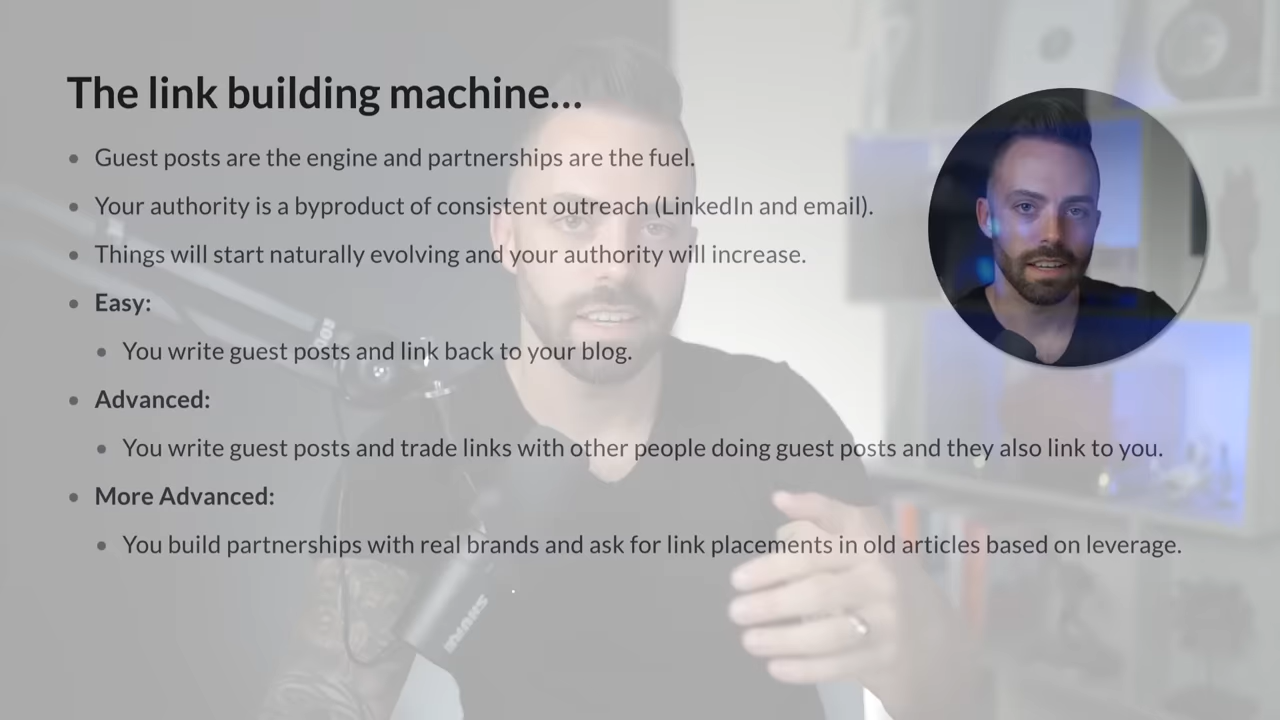 The link building machine...
Guest posts are the engine and partnerships are the fuel.
Your authority is a byproduct of consistent outreach (LinkedIn and email).
Things will start naturally evolving and your authority will increase.
Easy:
You write guest posts and link back to your blog.
Advanced:
You write guest posts and trade links with other people doing guest posts and they also link to you.
More Advanced:
You build partnerships with real brands and ask for link placements in old articles based on leverage.
SHURE